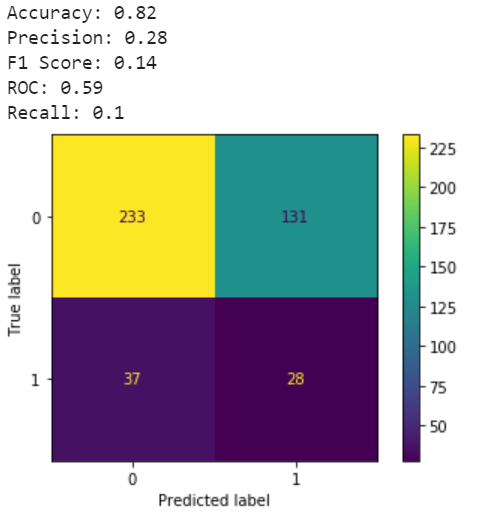 Accuracy: 0.82
Precision: 0.28
F1 Score: 0.14
ROC: 0.59
Recall: 0.1
225
200
0
233
131
175
150
True label
125
100
1
37
28
75
50
0
1
Predicted label